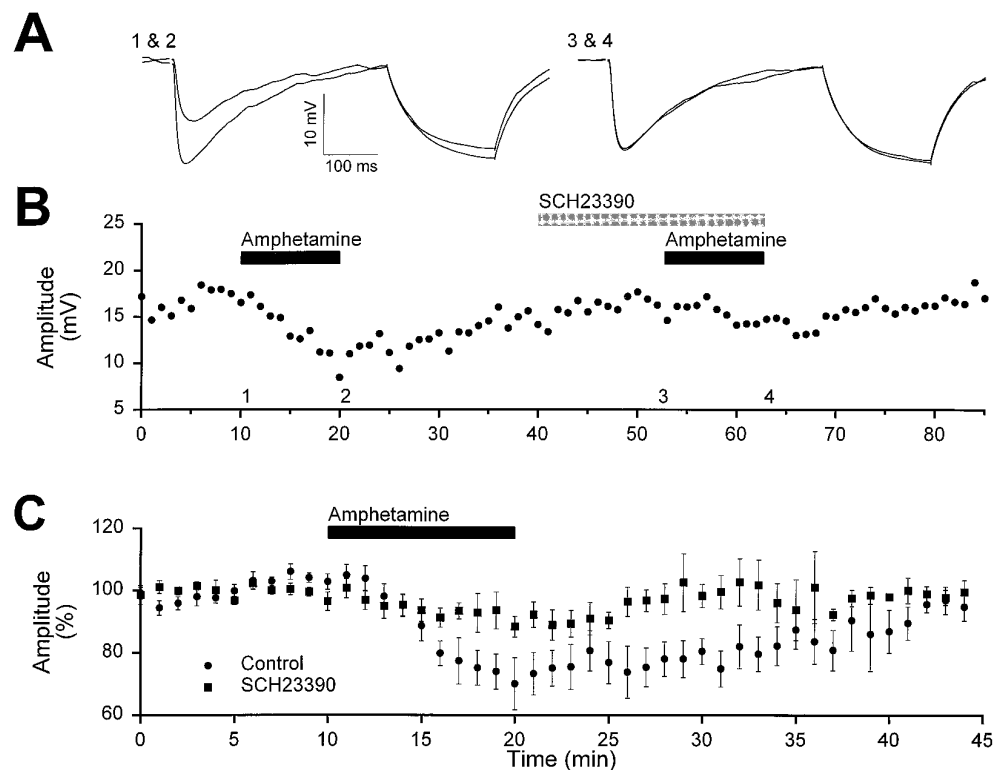 A
1 & 2
3 & 4
10 mV
100 ms
B
SCH23390
Amphetamine
Amphetamine
25
20
15
10
5
Amplitude
(mV)
1
2
3
4
0
10
20
30
40
50
60
70
80
C
Amphetamine
120
100
80
60
Amplitude
(%)
Control
SCH23390
0
5
10
15
20
25
30
35
40
45
Time (min)